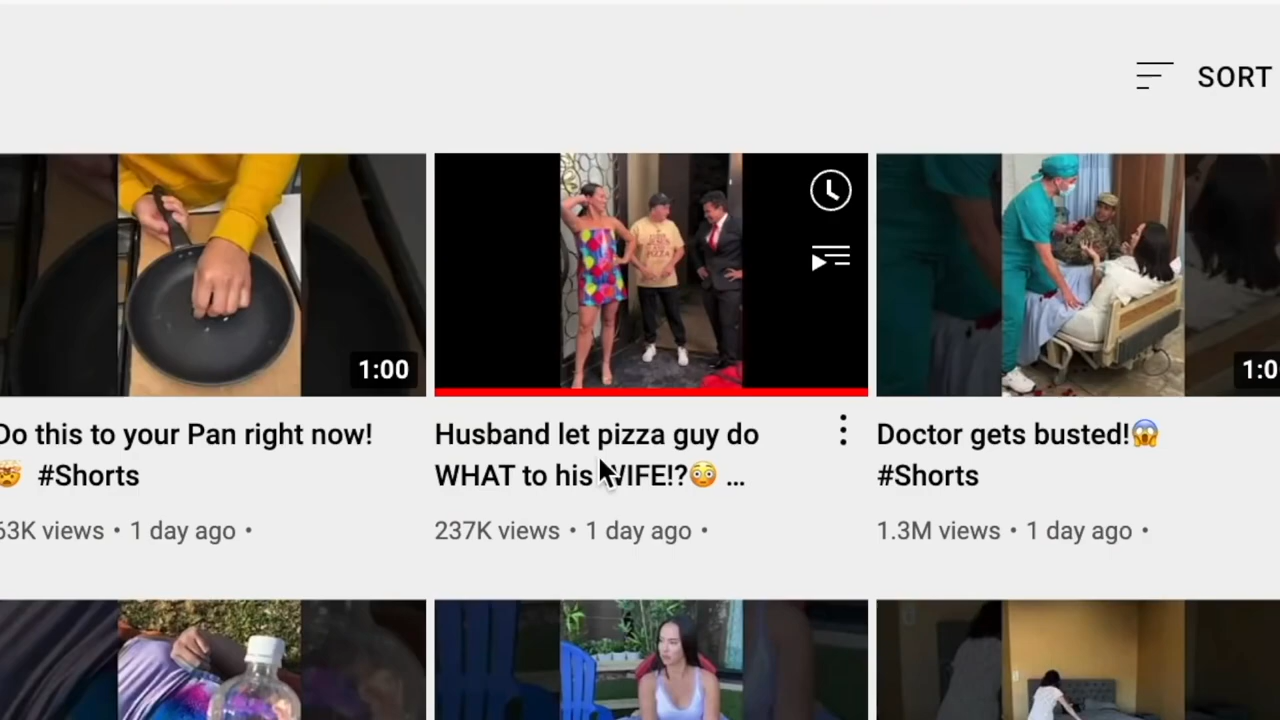 SORT
1:00
1:0
Do this to your Pan right now!
🤯 #Shorts
Husband let pizza guy do
WHAT to his WIFE!?😳 ...
Doctor gets busted!😱
#Shorts
63K views • 1 day ago •
237K views • 1 day ago •
1.3M views • 1 day ago •